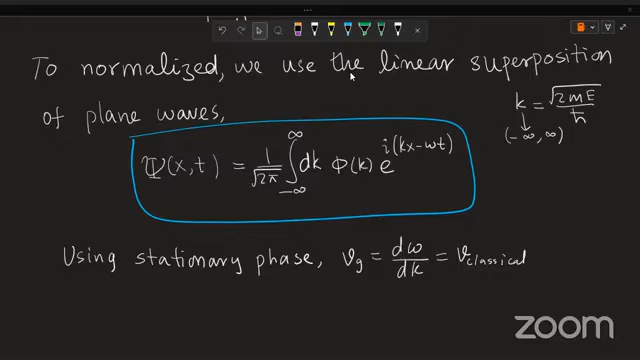 To normalized, we use the linear superposition
of plane waves,
k = √2mE / ħ
(-∞, ∞)
Ψ(x,t) = 1/√2π ∫_{-∞}^{∞} dk Φ(k) e^{i(kx-ωt)}
Using stationary phase, v_g = dω/dk = v_classical
zoom